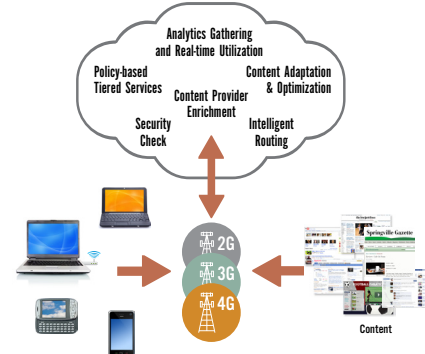 Analytics Gathering
and Real-time Utilization
Policy-based
Tiered Services
Content Adaptation
& Optimization
Content Provider
Enrichment
Security
Check
Intelligent
Routing
2G
3G
4G
Springville Gazette
Content